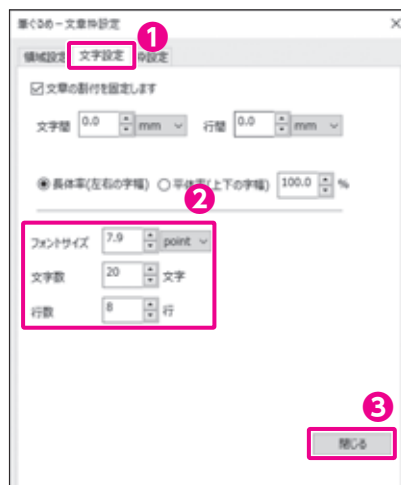 筆ぐるめ - 文章枠設定
1
領域設定 文字設定 枠設定
文章の割付を固定します
文字間 0.0 mm 行間 0.0 mm
長体率(左右の字幅) 平体率(上下の字幅) 100.0 %
2
フォントサイズ 7.9 point
文字数 20 文字
行数 8 行
3
閉じる